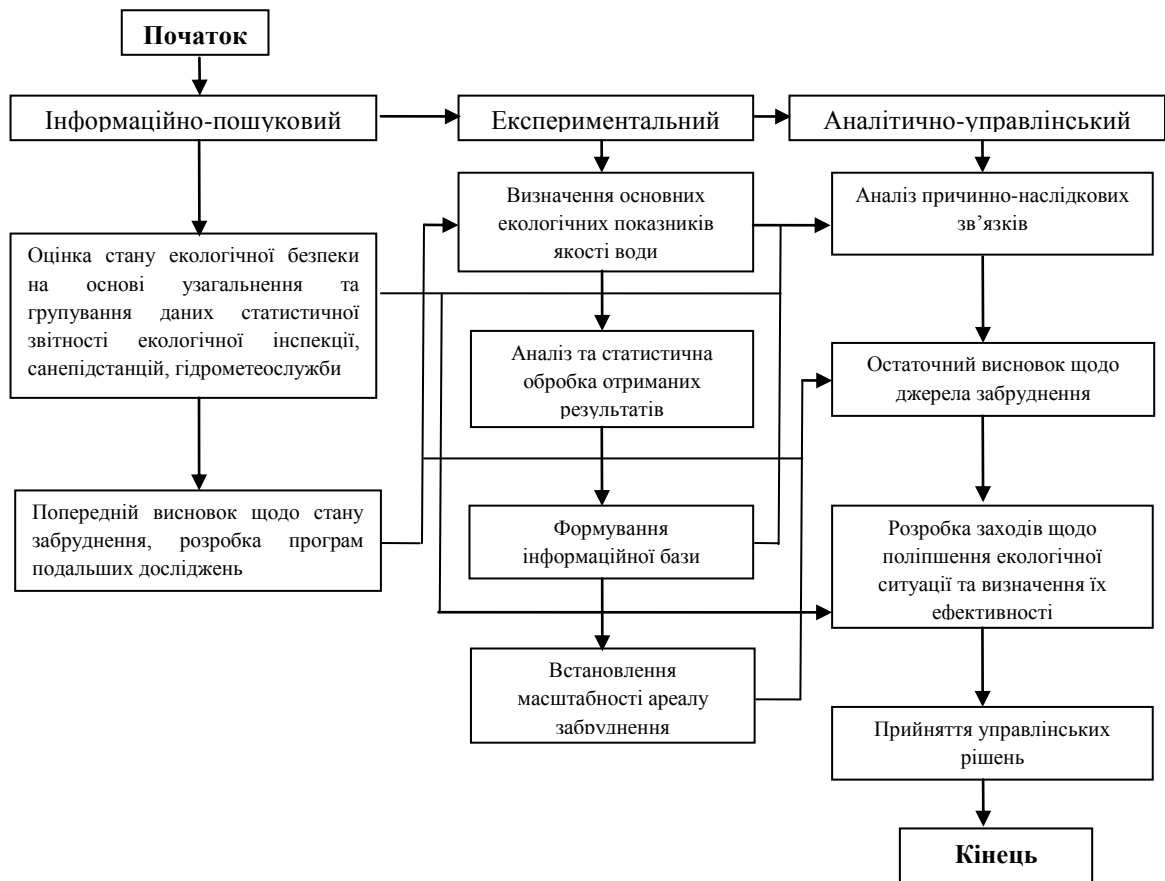 Початок
Інформаційно-пошуковий
Експериментальний
Аналітично-управлінський
Оцінка стану екологічної безпеки
на основі узагальнення та
групування даних статистичної
звітності екологічної інспекції,
санепідстанцій, гідрометеослужби
Попередній висновок щодо стану
забруднення, розробка програм
подальших досліджень
Визначення основних
екологічних показників
якості води
Аналіз та статистична
обробка отриманих
результатів
Формування
інформаційної бази
Встановлення
масштабності ареалу
забруднення
Аналіз причинно-наслідкових
зв’язків
Остаточний висновок щодо
джерела забруднення
Розробка заходів щодо
поліпшення екологічної
ситуації та визначення їх
ефективності
Прийняття управлінських
рішень
Кінець